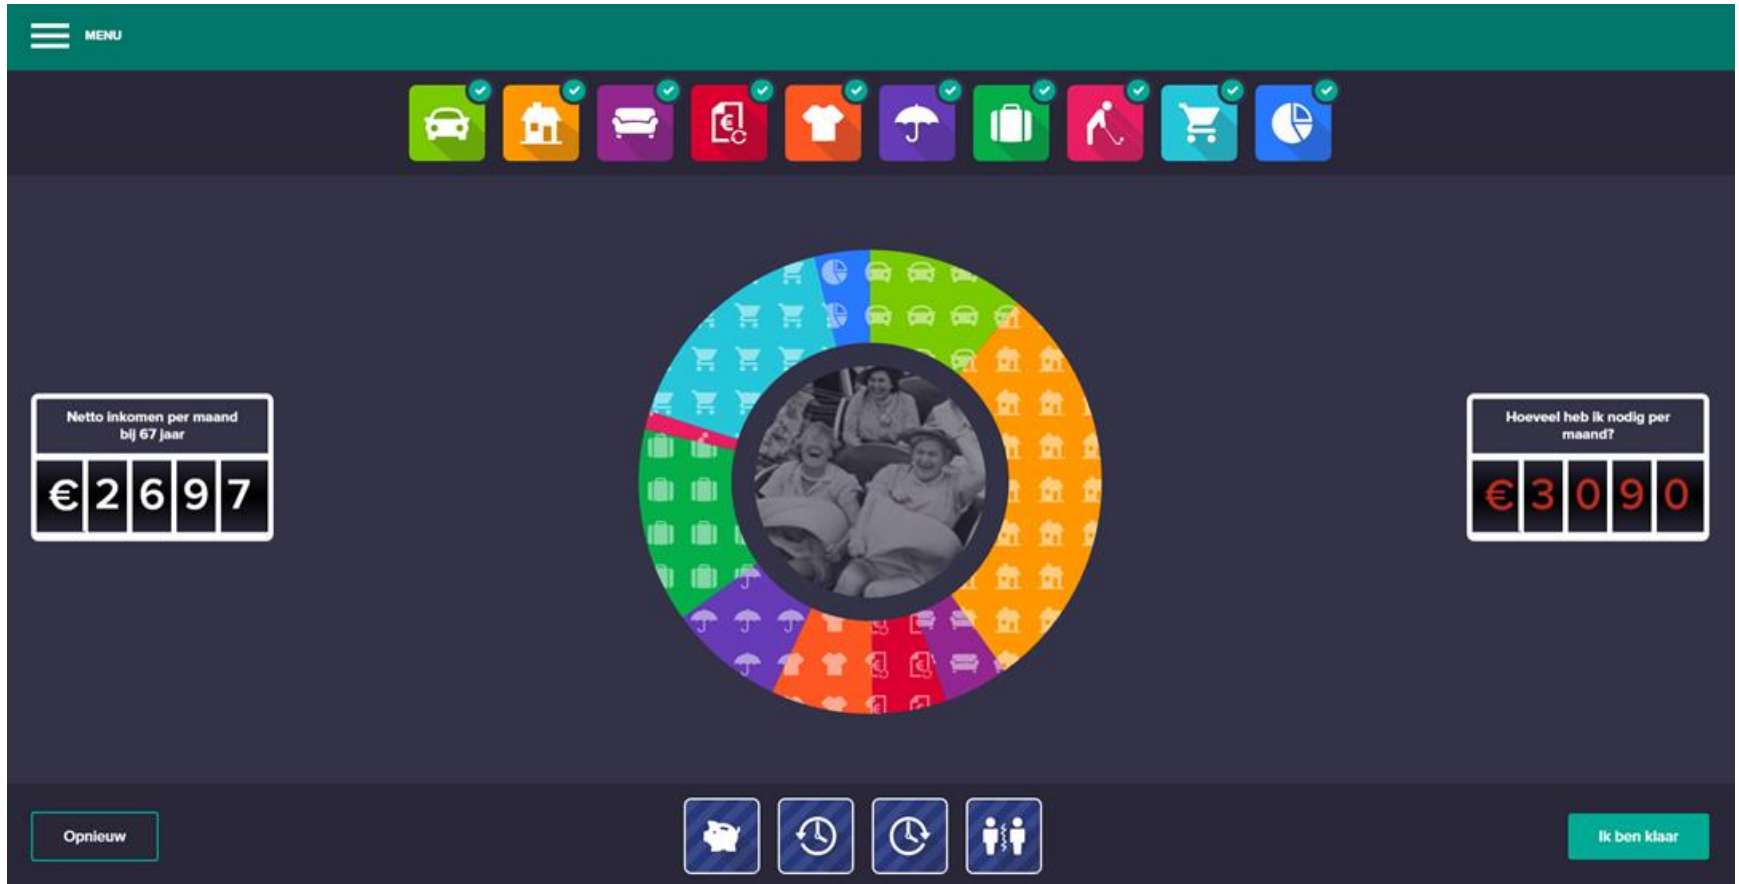 MENU
Netto inkomen per maand
bij 67 jaar
€2697
Hoeveel heb ik nodig per
maand?
€3090
Opnieuw
Ik ben klaar